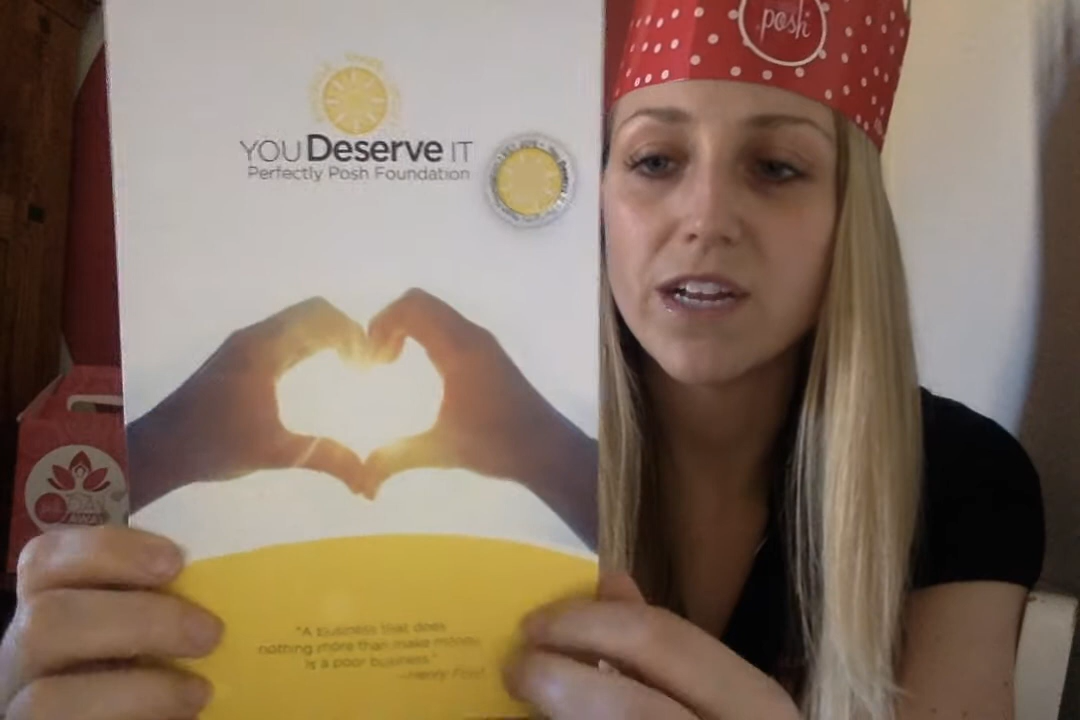 posh
YOU Deserve IT
Perfectly Posh Foundation
"A business that does
nothing more than make money
is a poor business."
-Henry Ford